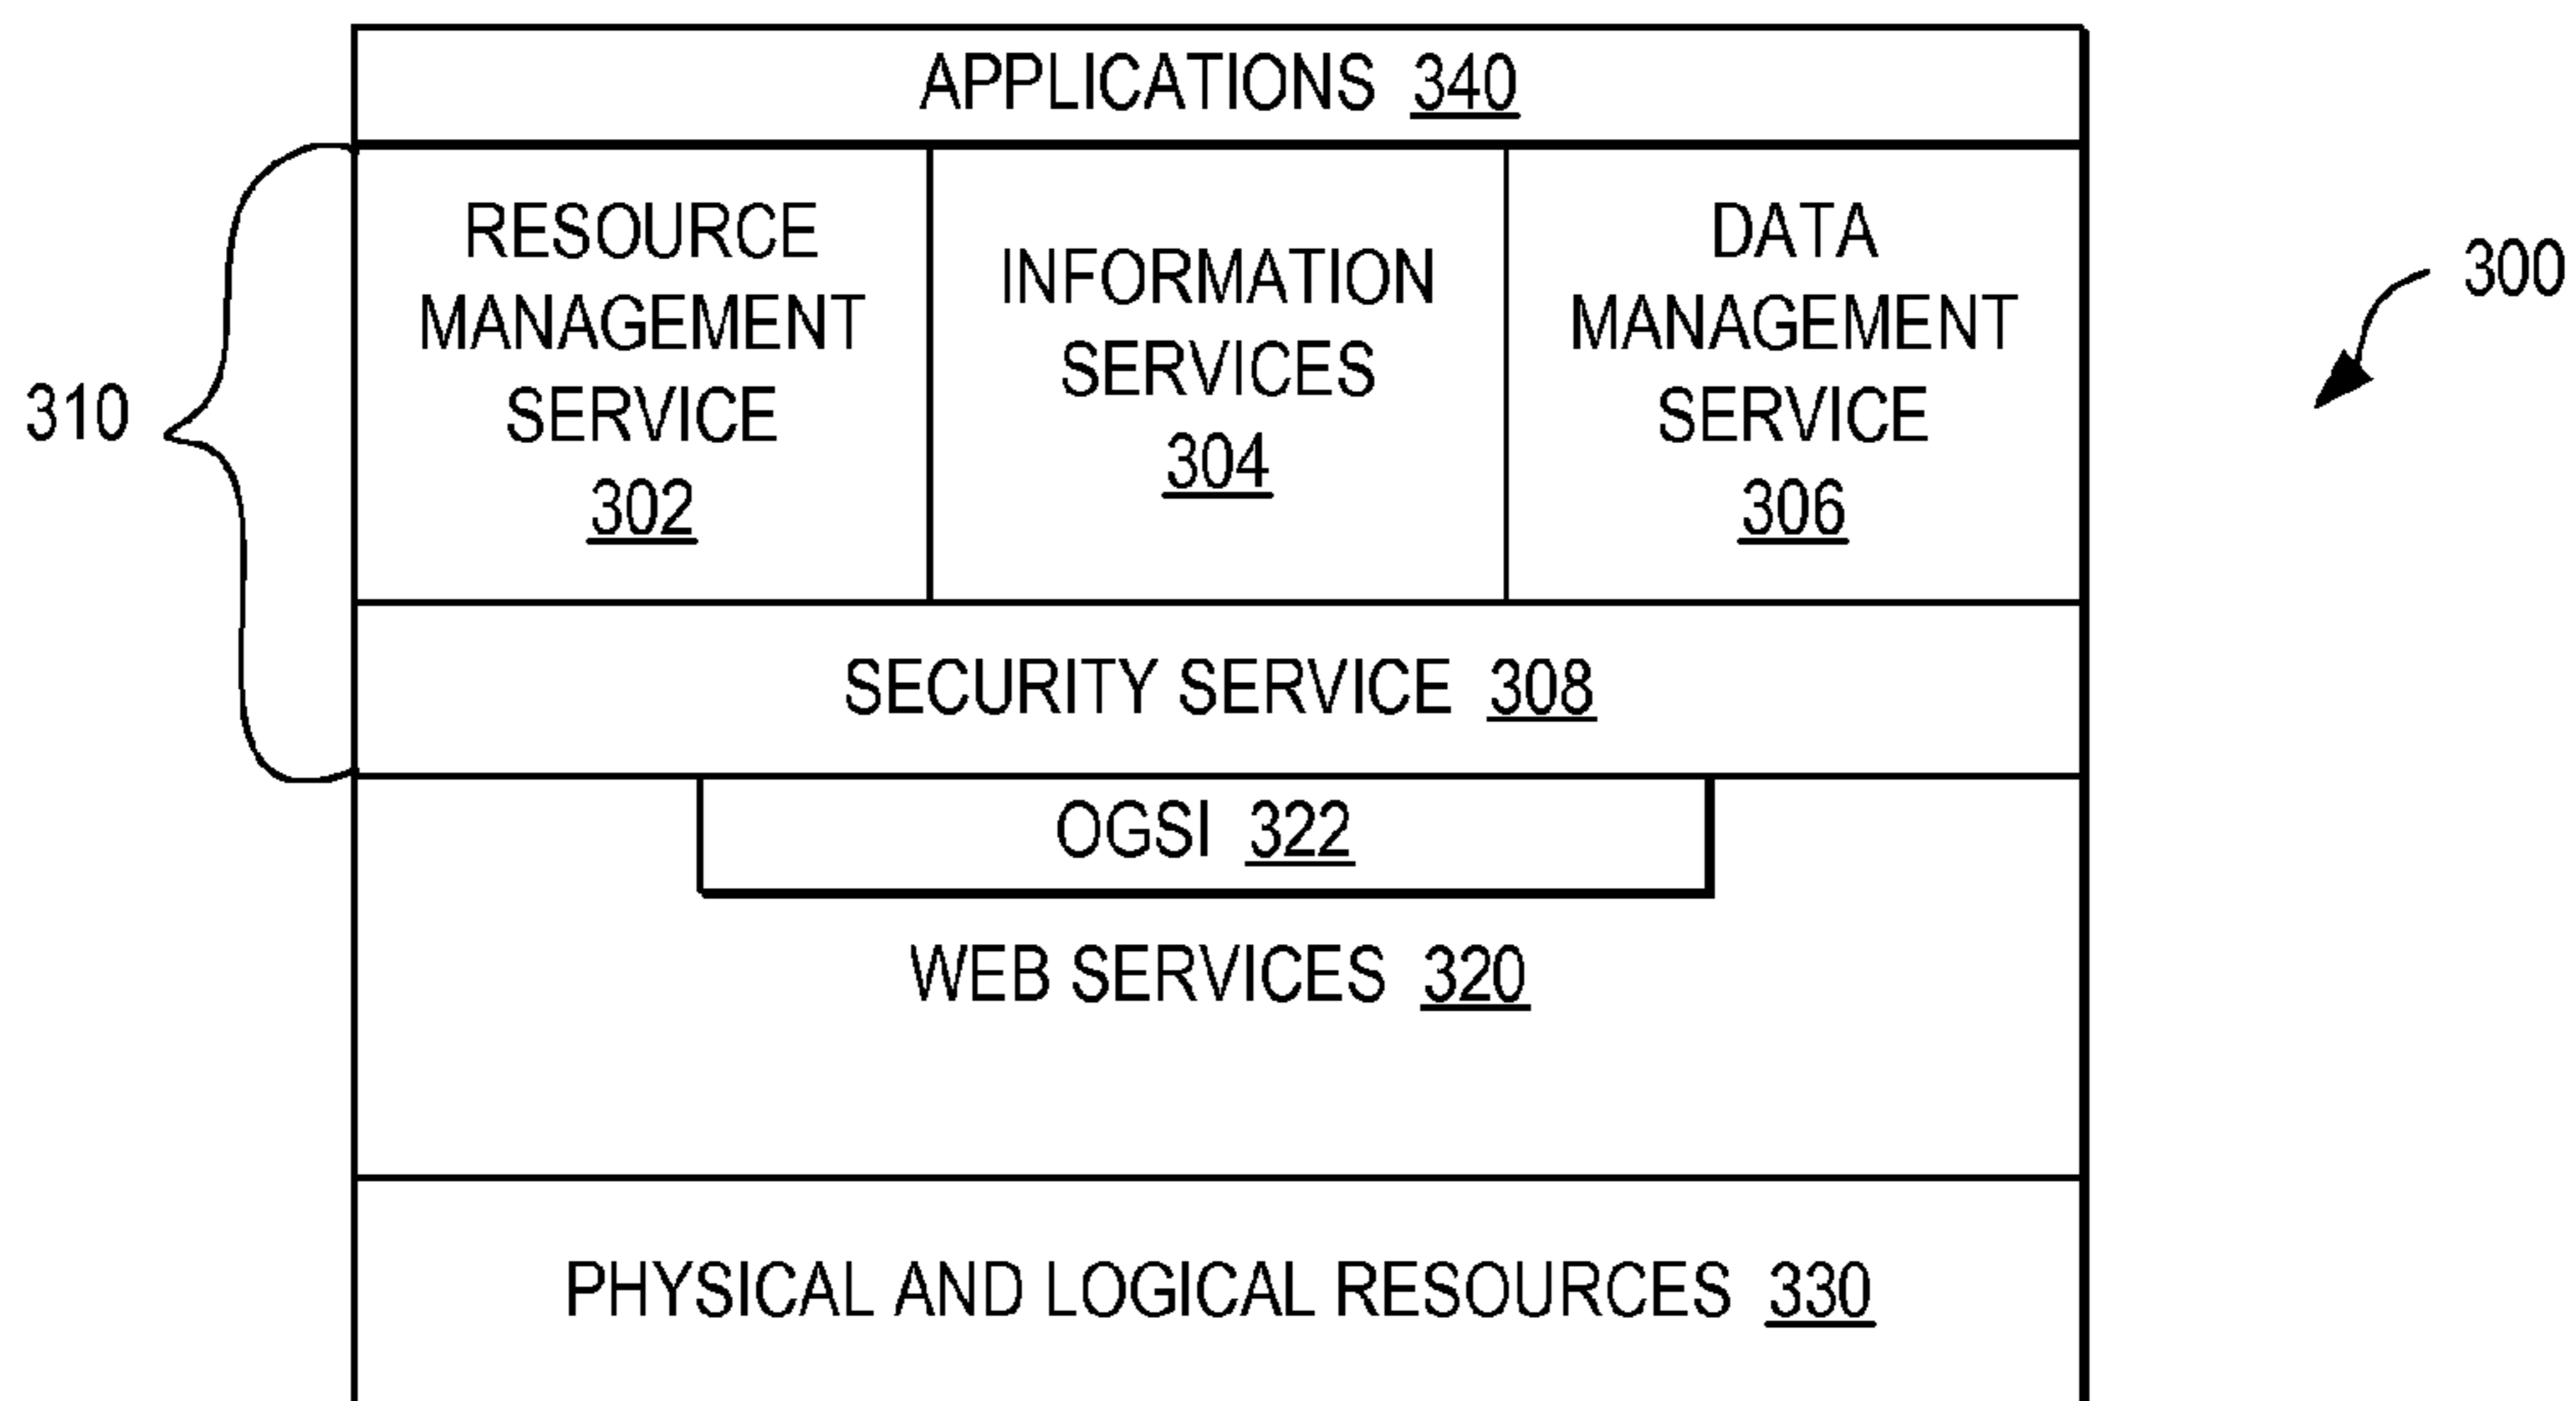 APPLICATIONS 340
RESOURCE
MANAGEMENT
SERVICE
302
INFORMATION
SERVICES
304
DATA
MANAGEMENT
SERVICE
306
300
310
SECURITY SERVICE 308
OGSI 322
WEB SERVICES 320
PHYSICAL AND LOGICAL RESOURCES 330